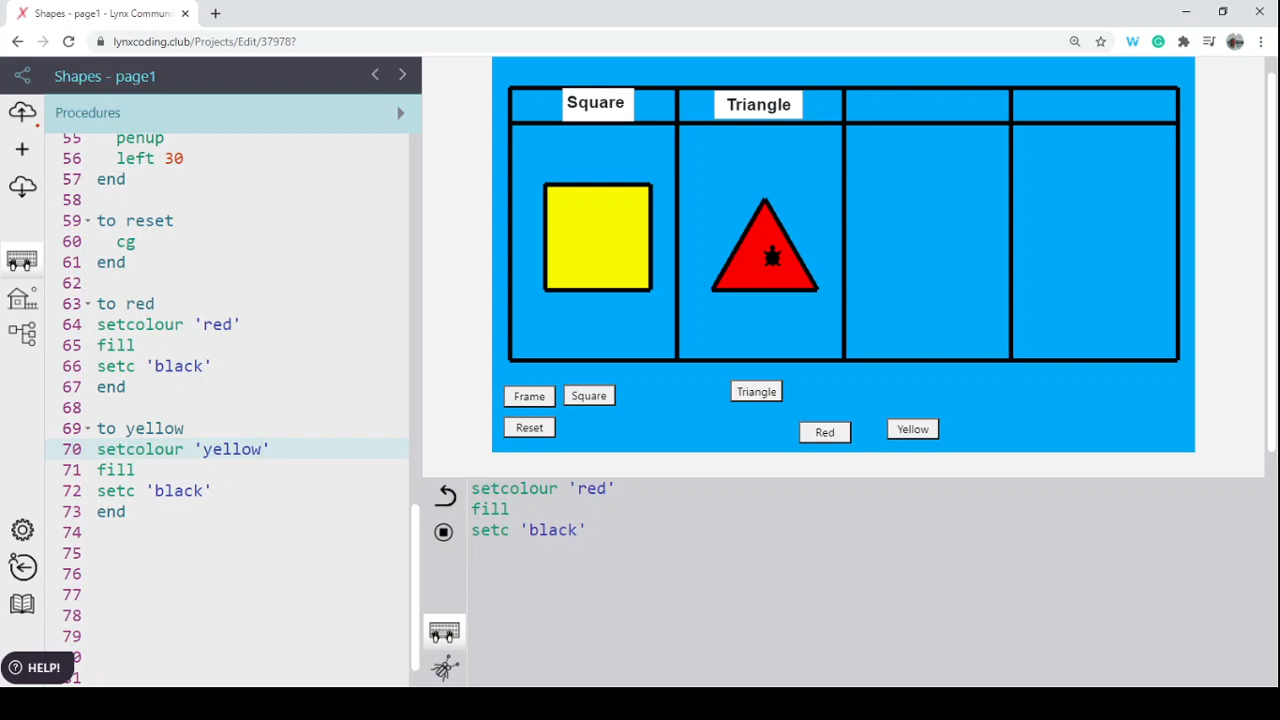 Shapes - page1 - Lynx Commun
lynxcoding.club/Projects/Edit/37978?
Shapes - page1
Procedures
55 penup
56 left 30
57 end
58
59 to reset
60 cg
61 end
62
63 to red
64 setcolour 'red'
65 fill
66 setc 'black'
67 end
68
69 to yellow
70 setcolour 'yellow'
71 fill
72 setc 'black'
73 end
74
75
76
77
78
79
HELP!
Square
Triangle
Frame
Square
Triangle
Reset
Red
Yellow
setcolour 'red'
fill
setc 'black'